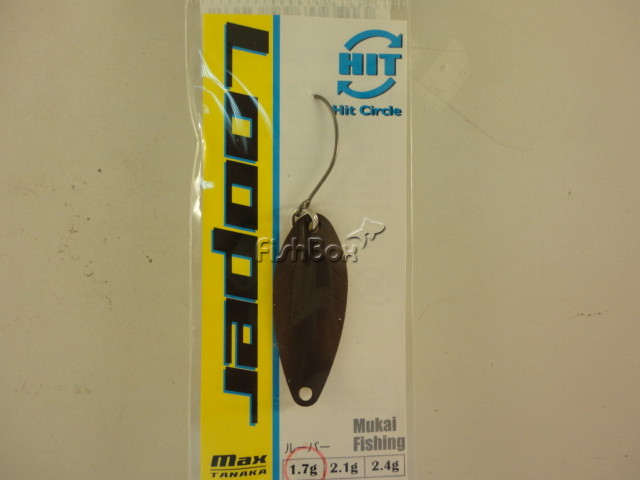 Looper
HIT
Hit Circle
FishBox
ルーパー
Mukai
Fishing
max
TANAKA
1.7g 2.1g 2.4g